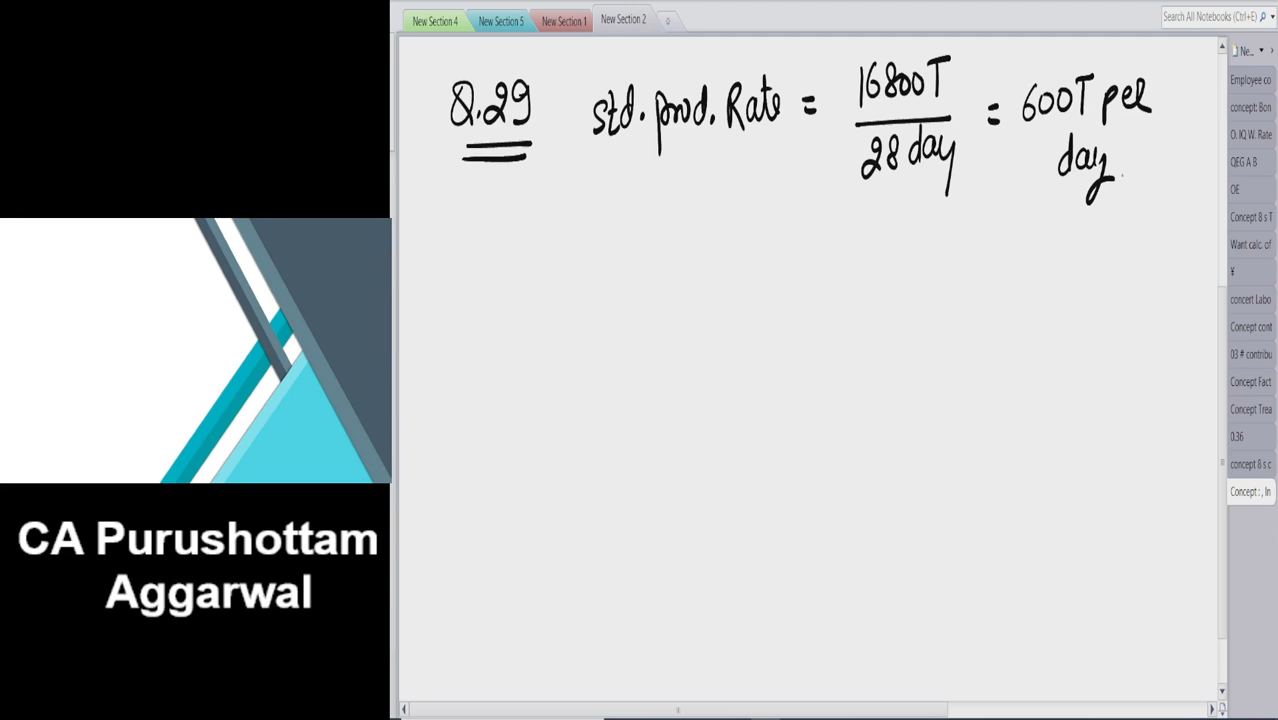 New Section 4
New Section 5
New Section 1
New Section 2
Search All Notebooks (Ctrl+E)
Q.29 std. prod. Rate = 16800T / 28 day = 600T per day
CA Purushottam
Aggarwal
Ne...
Employee co
concept: Bon
O. IQ W. Rate
QEG A B
OE
Concept 8 s T
Want calc. of
¥
concert Labo
Concept cont
03 # contribu
Concept Fact
Concept Trea
0.36
concept 8 s c
Concept : , In